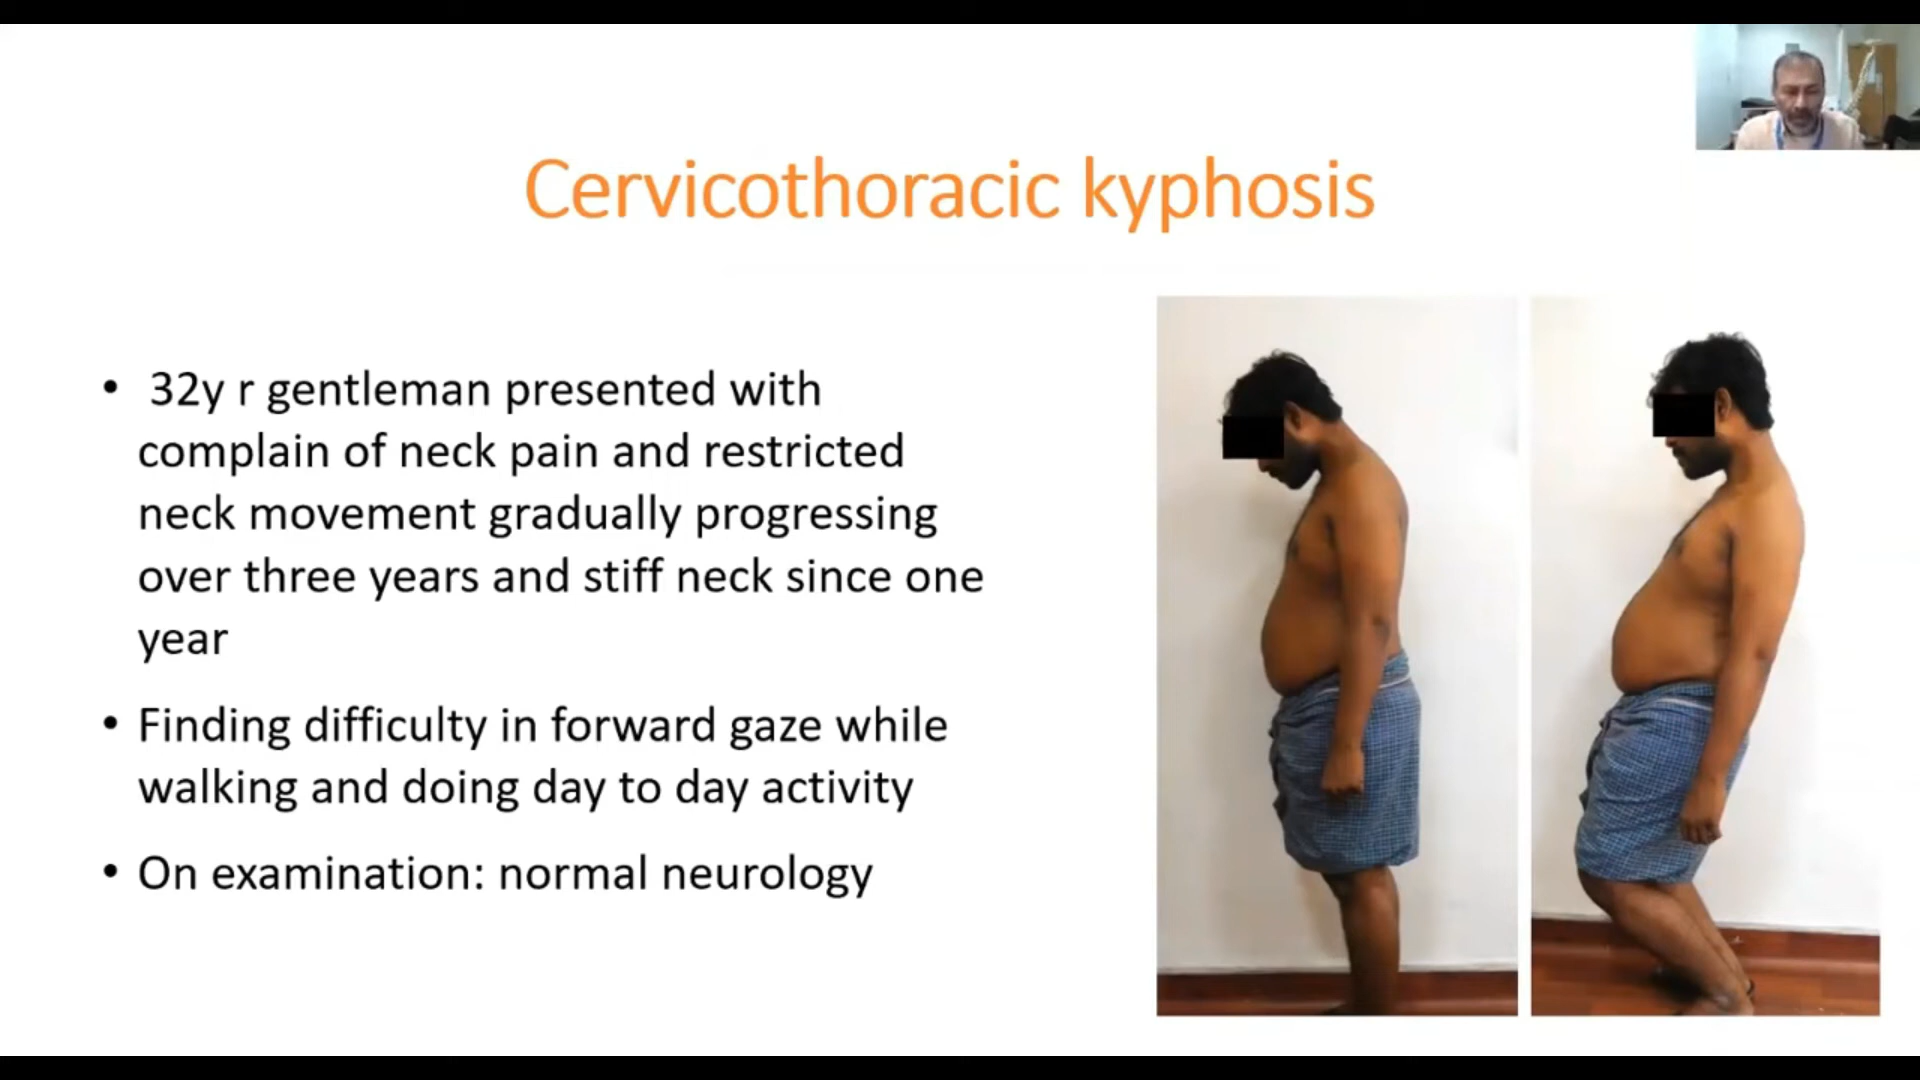 Cervicothoracic kyphosis
• 32y r gentleman presented with
complain of neck pain and restricted
neck movement gradually progressing
over three years and stiff neck since one
year
• Finding difficulty in forward gaze while
walking and doing day to day activity
• On examination: normal neurology